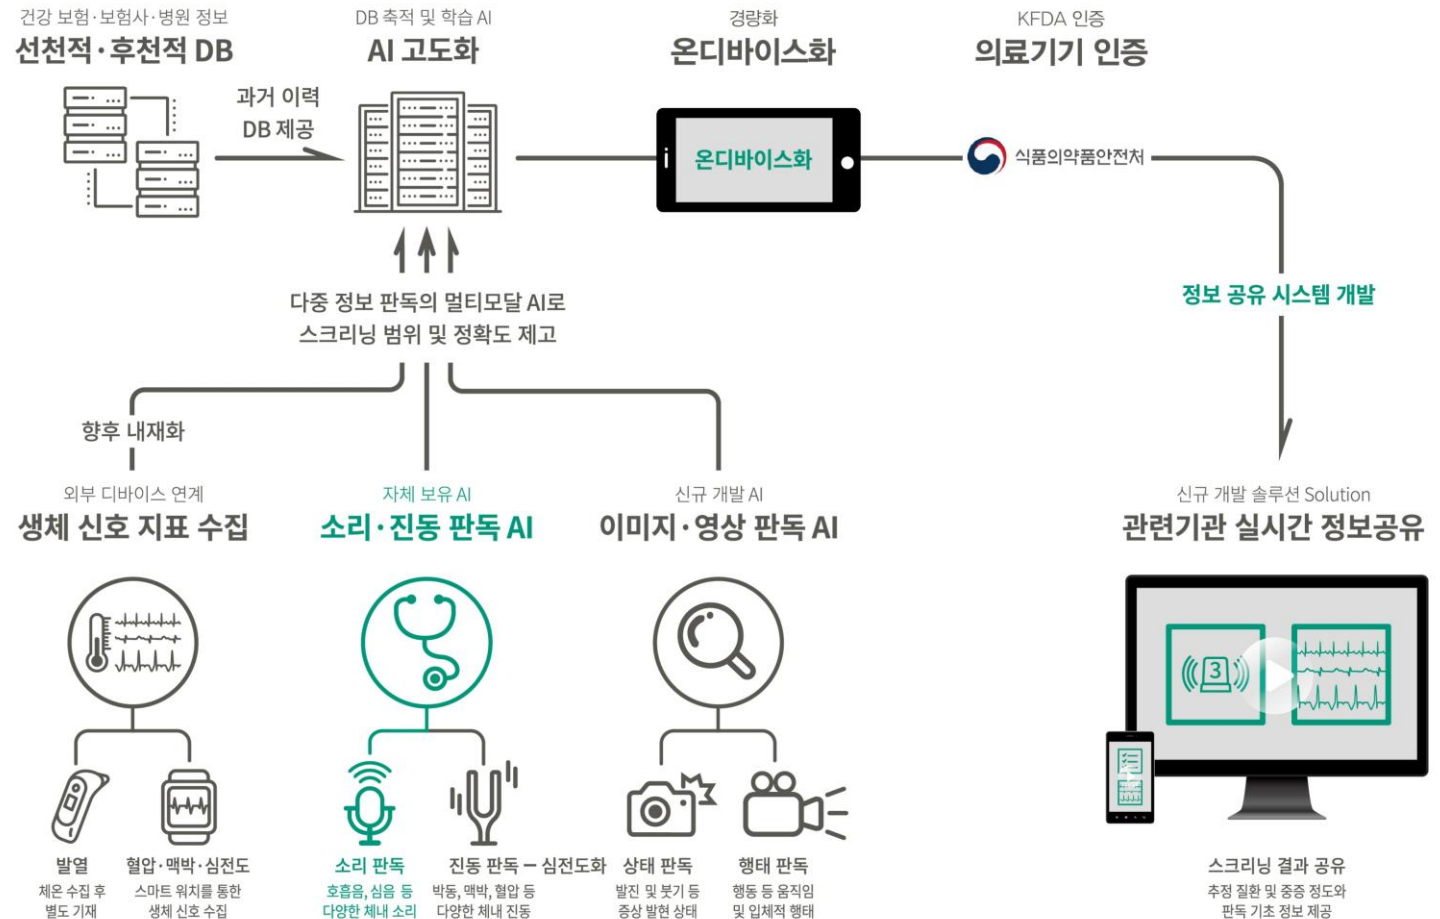 건강 보험·보험사·병원 정보
선천적·후천적 DB
DB 축적 및 학습 AI
AI 고도화
경량화
온디바이스화
KFDA 인증
의료기기 인증
과거 이력
DB 제공
온디바이스화
식품의약품안전처
다중 정보 판독의 멀티모달 AI로
스크리닝 범위 및 정확도 제고
정보 공유 시스템 개발
향후 내재화
외부 디바이스 연계
생체 신호 지표 수집
자체 보유 AI
소리·진동 판독 AI
신규 개발 AI
이미지·영상 판독 AI
신규 개발 솔루션 Solution
관련기관 실시간 정보공유
3
발열
체온 수집 후
별도 기재
혈압·맥박·심전도
스마트 워치를 통한
생체 신호 수집
소리 판독
호흡음, 심음 등
다양한 체내 소리
진동 판독 – 심전도화
박동, 맥박, 혈압 등
다양한 체내 진동
상태 판독
발진 및 붓기 등
증상 발현 상태
행태 판독
행동 등 움직임
및 입체적 행태
스크리닝 결과 공유
추정 질환 및 중증 정도와
판독 기초 정보 제공